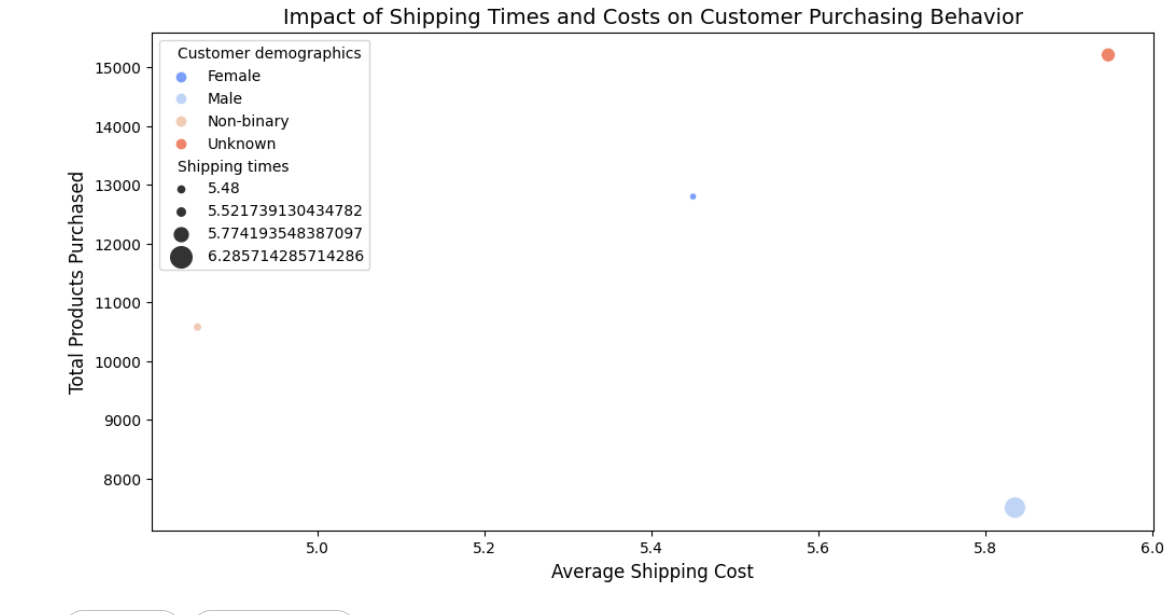 Impact of Shipping Times and Costs on Customer Purchasing Behavior
Customer demographics
Female
Male
Non-binary
Unknown
Shipping times
5.48
5.521739130434782
5.774193548387097
6.285714285714286
Total Products Purchased
15000
14000
13000
12000
11000
10000
9000
8000
5.0 5.2 5.4 5.6 5.8 6.0
Average Shipping Cost